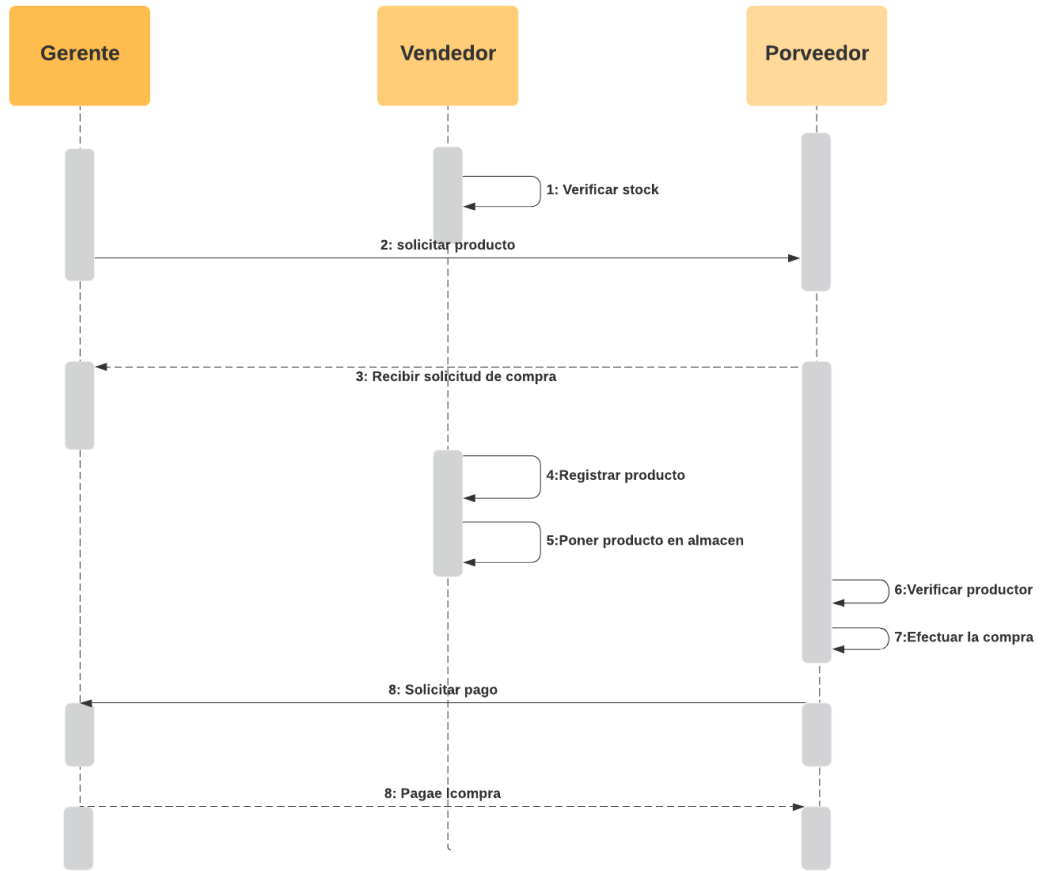 Gerente
Vendedor
Porveedor
1: Verificar stock
2: solicitar producto
3: Recibir solicitud de compra
4:Registrar producto
5:Poner producto en almacen
6:Verificar productor
7:Efectuar la compra
8: Solicitar pago
8: Pagae lcompra